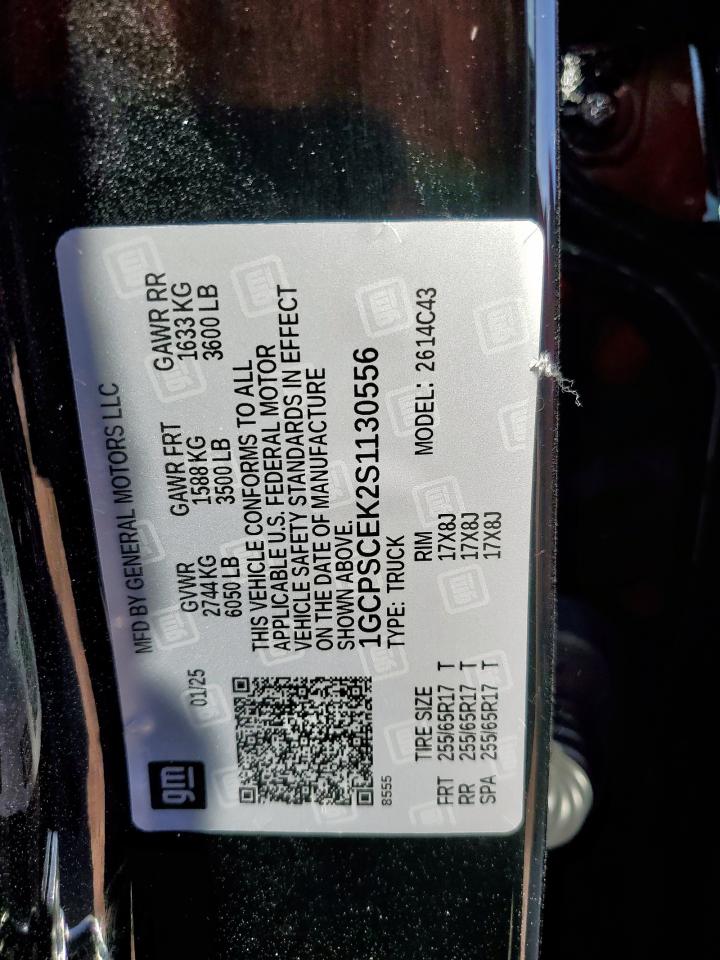 gm
MFD BY GENERAL MOTORS LLC
01/25
GVWR GAWR FRT GAWR RR
2744KG 1588 KG 1633 KG
6050 LB 3500 LB 3600 LB
THIS VEHICLE CONFORMS TO ALL
APPLICABLE U.S. FEDERAL MOTOR
VEHICLE SAFETY STANDARDS IN EFFECT
ON THE DATE OF MANUFACTURE
SHOWN ABOVE.
1GCPSCEK2S1130556
8555
TYPE: TRUCK
MODEL: 2614C43
TIRE SIZE RIM
FRT 255/65R17 T 17X8J
RR 255/65R17 T 17X8J
SPA 255/65R17 T 17X8J